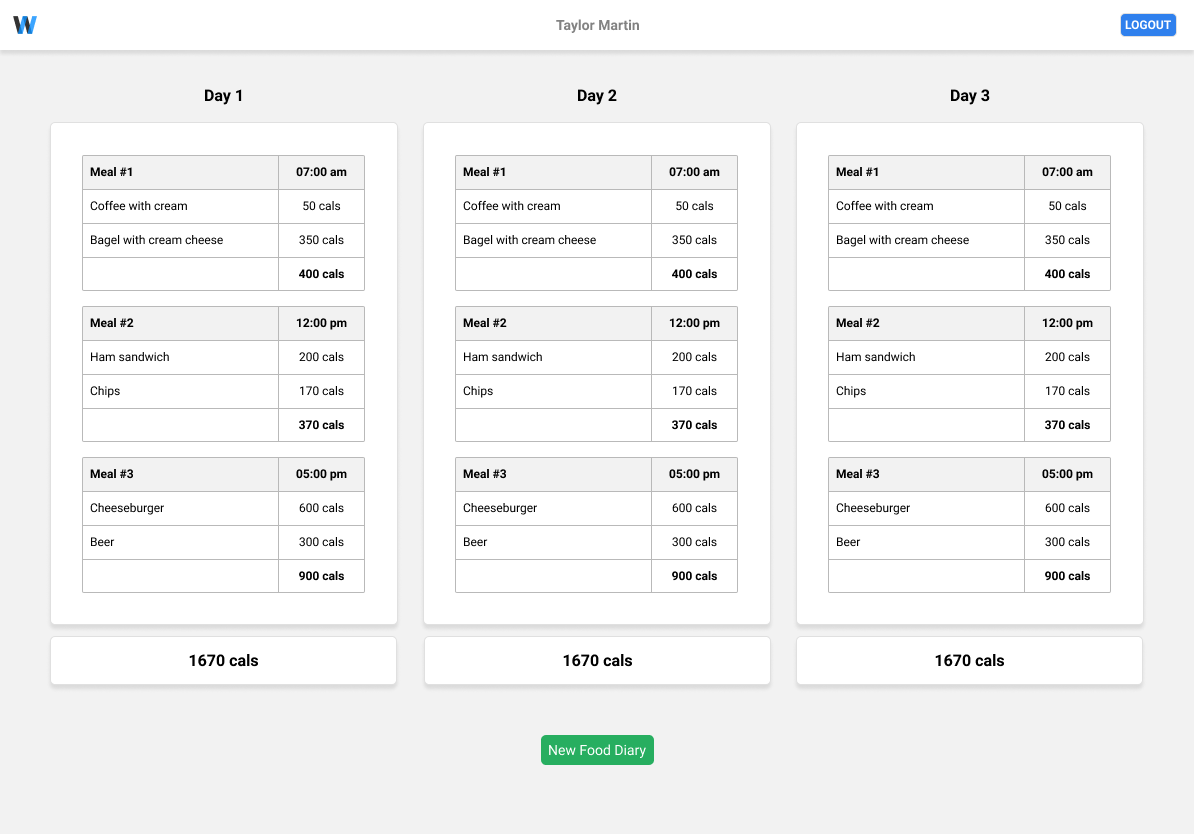 W
Taylor Martin
LOGOUT
Day 1
Meal #1 07:00 am
Coffee with cream 50 cals
Bagel with cream cheese 350 cals
400 cals
Meal #2 12:00 pm
Ham sandwich 200 cals
Chips 170 cals
370 cals
Meal #3 05:00 pm
Cheeseburger 600 cals
Beer 300 cals
900 cals
1670 cals
Day 2
Meal #1 07:00 am
Coffee with cream 50 cals
Bagel with cream cheese 350 cals
400 cals
Meal #2 12:00 pm
Ham sandwich 200 cals
Chips 170 cals
370 cals
Meal #3 05:00 pm
Cheeseburger 600 cals
Beer 300 cals
900 cals
1670 cals
Day 3
Meal #1 07:00 am
Coffee with cream 50 cals
Bagel with cream cheese 350 cals
400 cals
Meal #2 12:00 pm
Ham sandwich 200 cals
Chips 170 cals
370 cals
Meal #3 05:00 pm
Cheeseburger 600 cals
Beer 300 cals
900 cals
1670 cals
New Food Diary